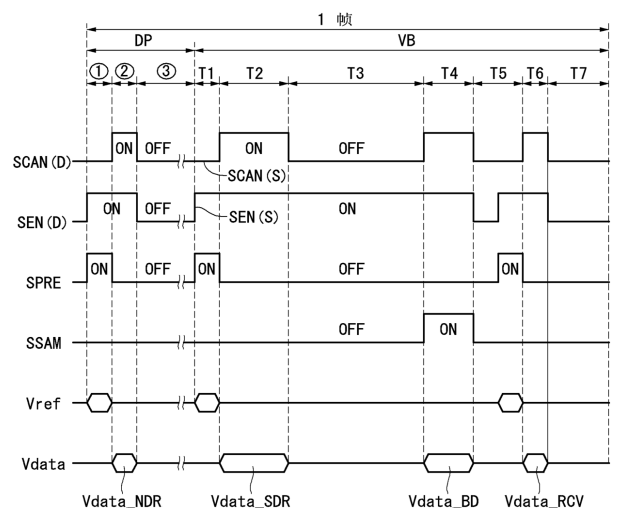 1 帧
DP VB
① ② ③ T1 T2 T3 T4 T5 T6 T7
ON OFF ON OFF
SCAN(D) SCAN(S)
ON OFF ON
SEN(D) SEN(S)
ON OFF ON OFF ON
SPRE
OFF ON
SSAM
Vref
Vdata
Vdata_NDR Vdata_SDR Vdata_BD Vdata_RCV